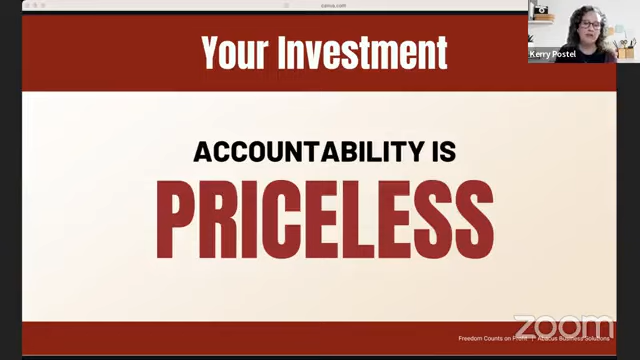 canva.com
Your Investment
Kerry Postel
ACCOUNTABILITY IS
PRICELESS
zoom
Freedom Counts on Profit | Abacus Business Solutions